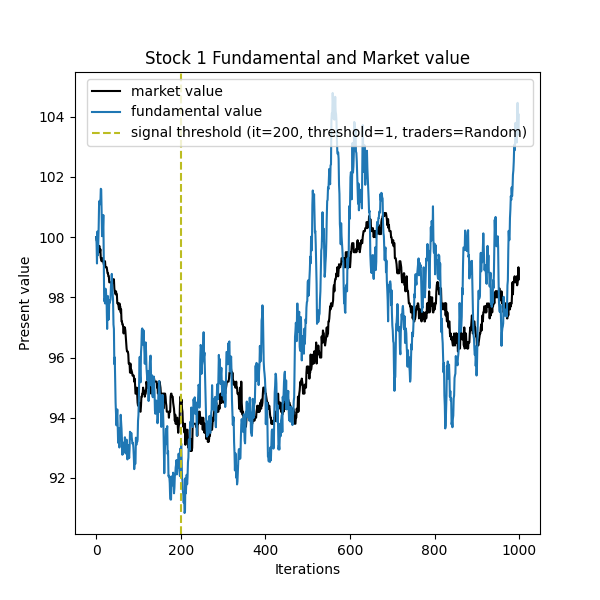 Stock 1 Fundamental and Market value
market value
fundamental value
signal threshold (it=200, threshold=1, traders=Random)
104
102
100
98
96
94
92
Present value
0 200 400 600 800 1000
Iterations